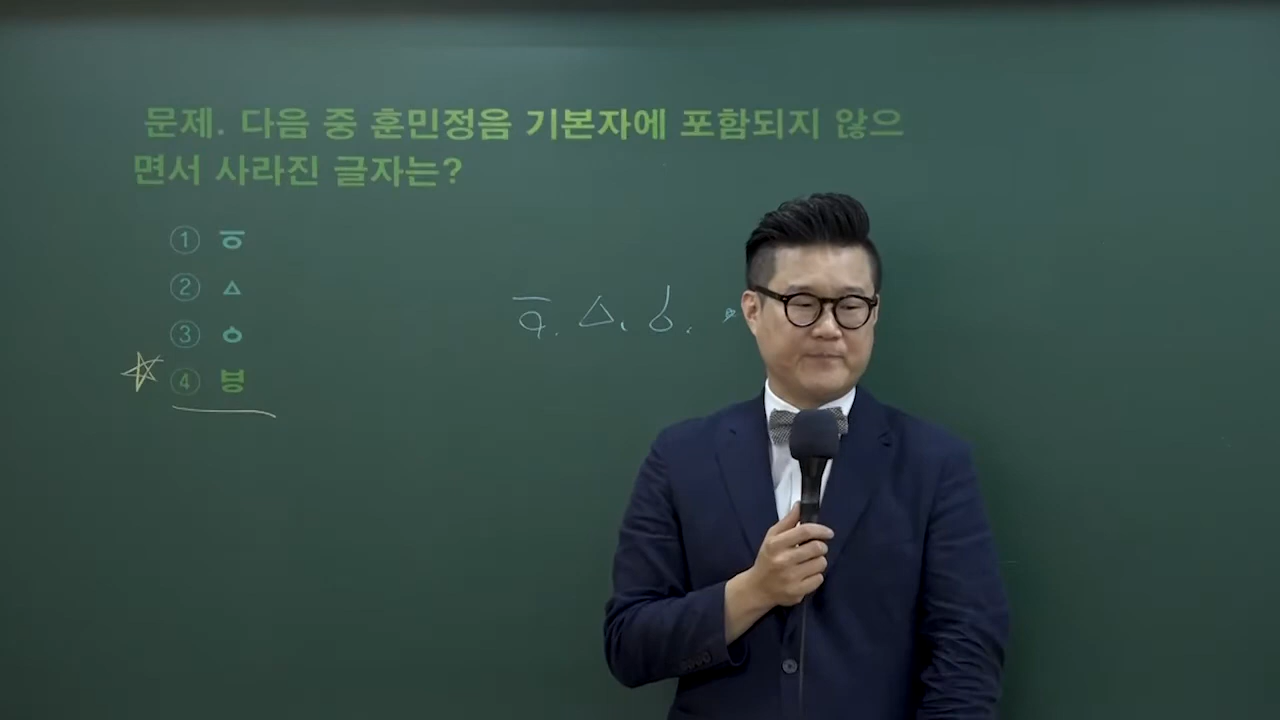 문제. 다음 중 훈민정음 기본자에 포함되지 않으
면서 사라진 글자는?
① ㆆ
② ㅿ
③ ㆁ
④ ㅸ
ㆆ. ㅿ, ㆁ.